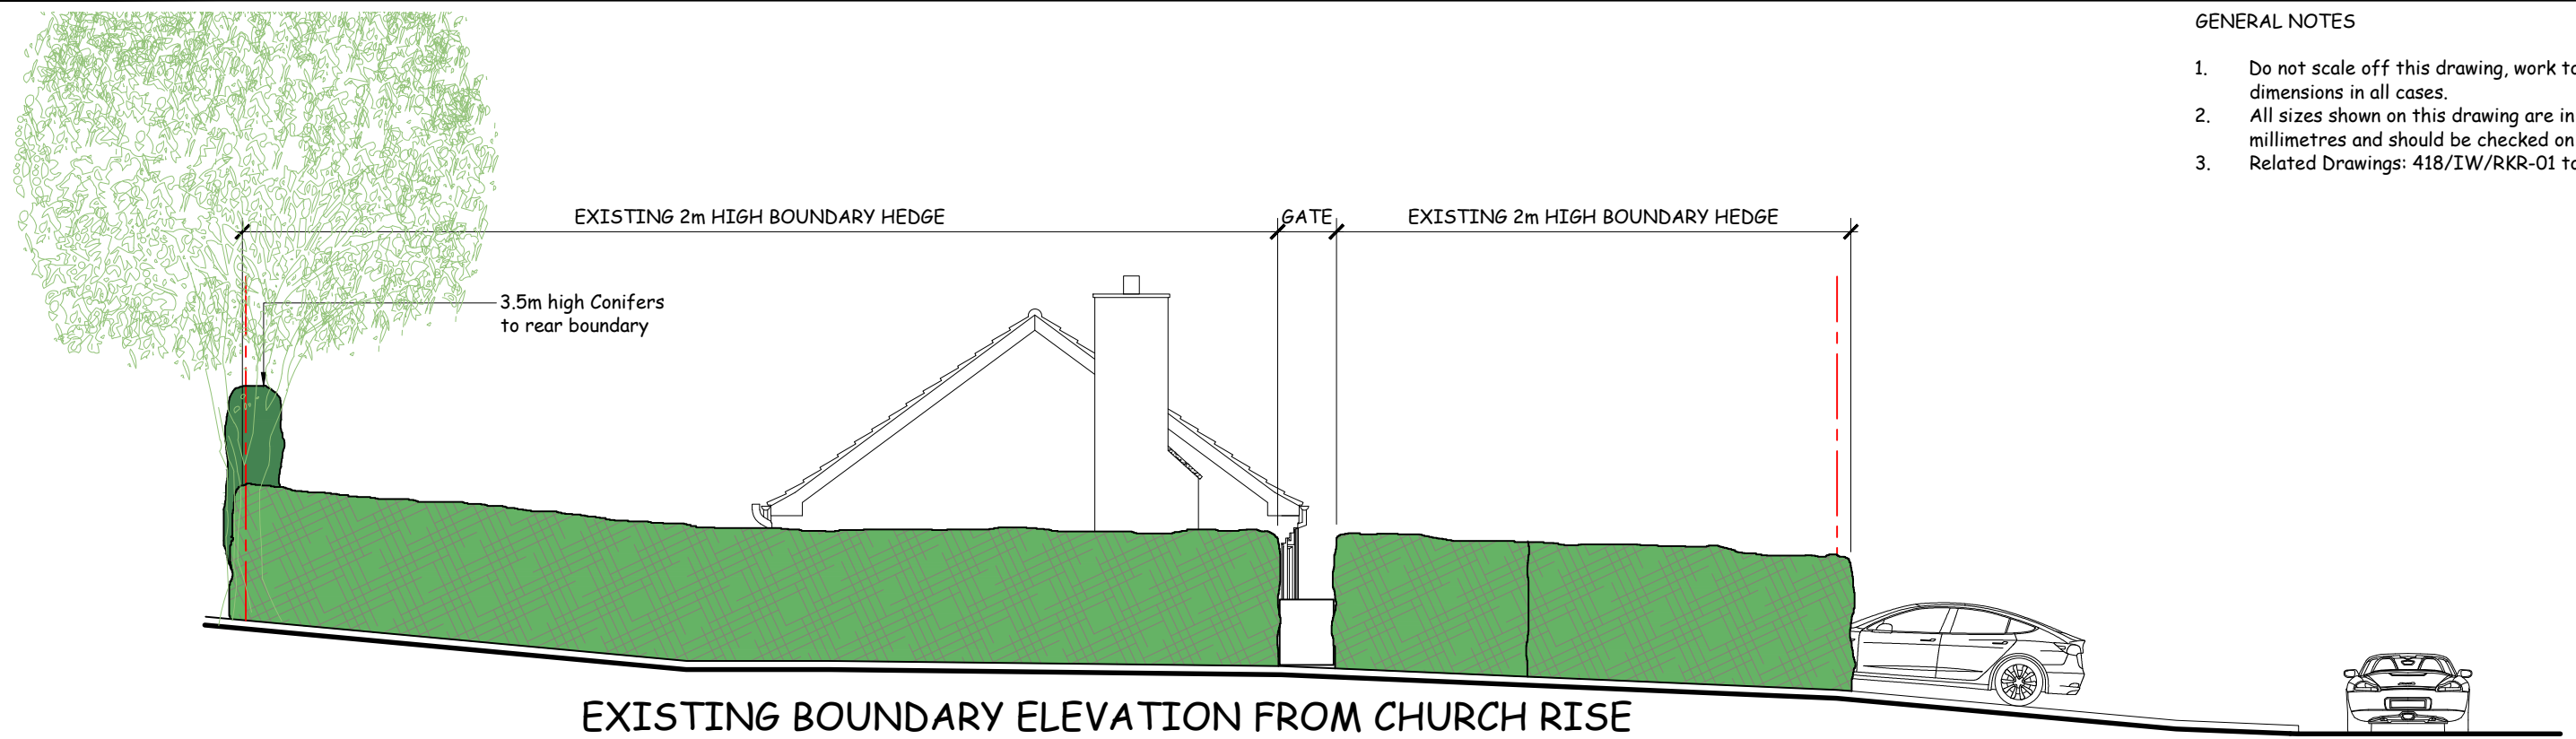 GENERAL NOTES
1. Do not scale off this drawing, work to
dimensions in all cases.
2. All sizes shown on this drawing are in
millimetres and should be checked on
3. Related Drawings: 418/IW/RKR-01 to
EXISTING 2m HIGH BOUNDARY HEDGE
GATE
EXISTING 2m HIGH BOUNDARY HEDGE
3.5m high Conifers
to rear boundary
EXISTING BOUNDARY ELEVATION FROM CHURCH RISE